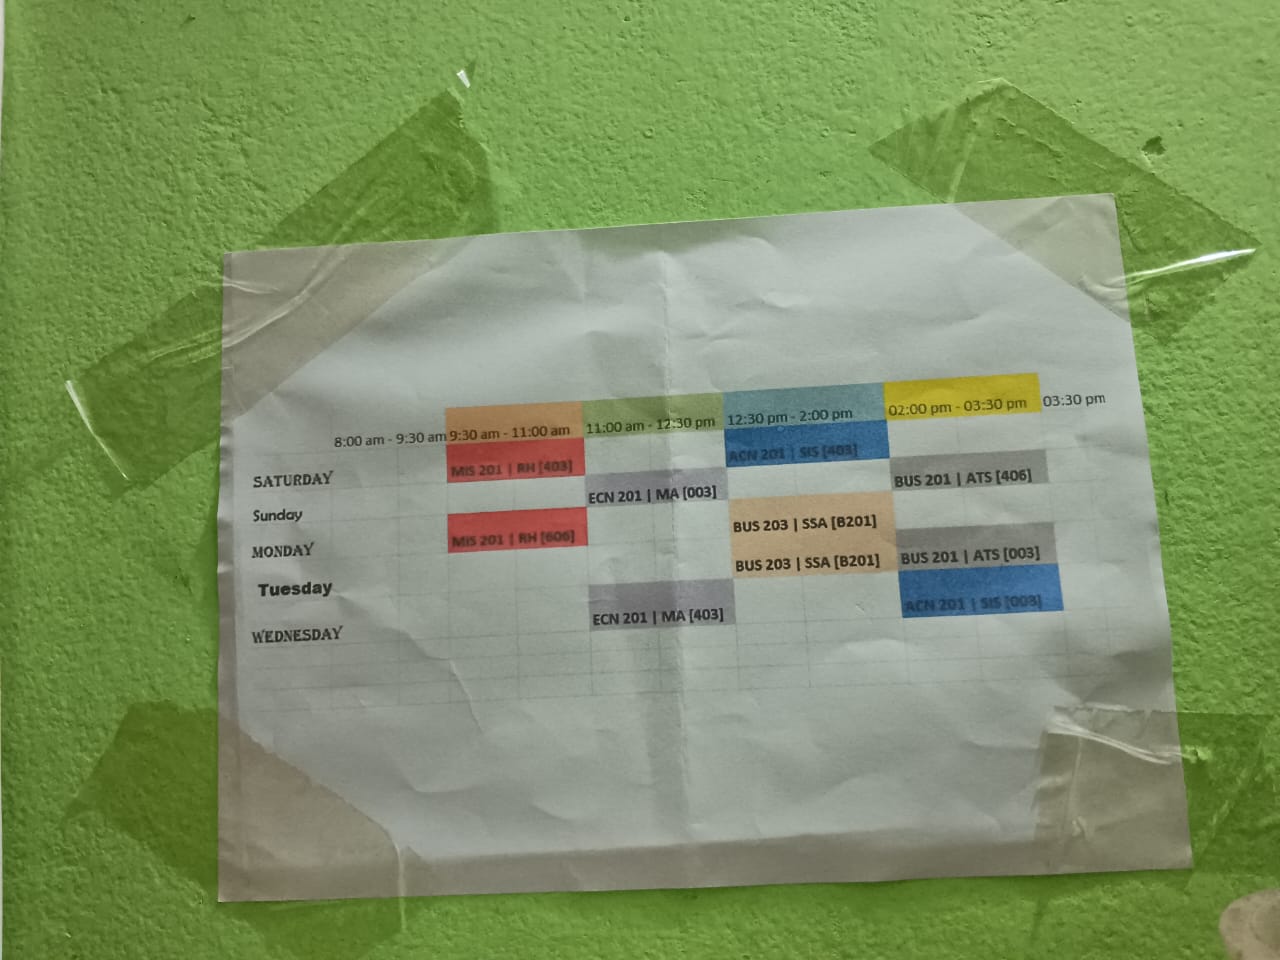 8:00 am - 9:30 am 9:30 am - 11:00 am 11:00 am - 12:30 pm 12:30 pm - 2:00 pm 02:00 pm - 03:30 pm 03:30 pm
SATURDAY MIS 201 | RH [403] ACN 201 | SIS [403]
Sunday ECN 201 | MA [003] BUS 201 | ATS [406]
MONDAY MIS 201 | RH [606] BUS 203 | SSA [B201]
Tuesday BUS 203 | SSA [B201] BUS 201 | ATS [003]
WEDNESDAY ECN 201 | MA [403] ACN 201 | SIS [003]